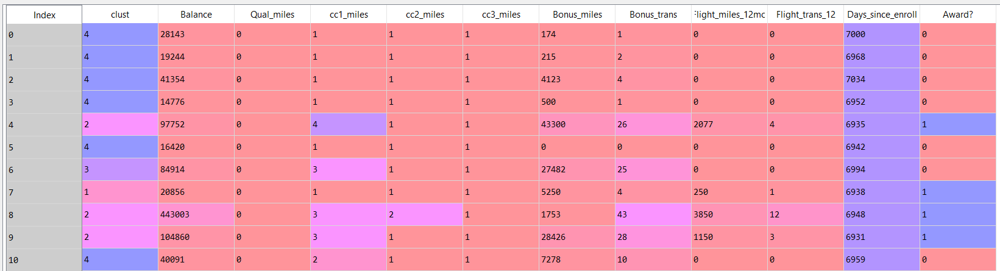 Index clust Balance Qual_miles cc1_miles cc2_miles cc3_miles Bonus_miles Bonus_trans Flight_miles_12mc Flight_trans_12 Days_since_enroll Award?
0 4 28143 0 1 1 1 174 1 0 0 7000 0
1 4 19244 0 1 1 1 215 2 0 0 6968 0
2 4 41354 0 1 1 1 4123 4 0 0 7034 0
3 4 14776 0 1 1 1 500 1 0 0 6952 0
4 2 97752 0 4 1 1 43300 26 2077 4 6935 1
5 4 16420 0 1 1 1 0 0 0 0 6942 0
6 3 84914 0 3 1 1 27482 25 0 0 6994 0
7 1 20856 0 1 1 1 5250 4 250 1 6938 1
8 2 443003 0 3 2 1 1753 43 3850 12 6948 1
9 2 104860 0 3 1 1 28426 28 1150 3 6931 1
10 4 40091 0 2 1 1 7278 10 0 0 6959 0